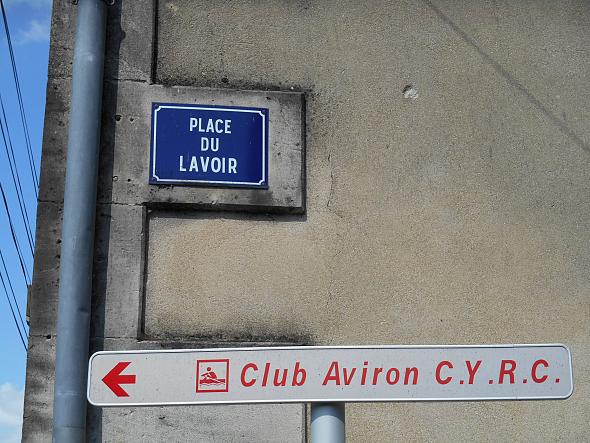 PLACE
DU
LAVOIR
Club Aviron C.Y.R.C.